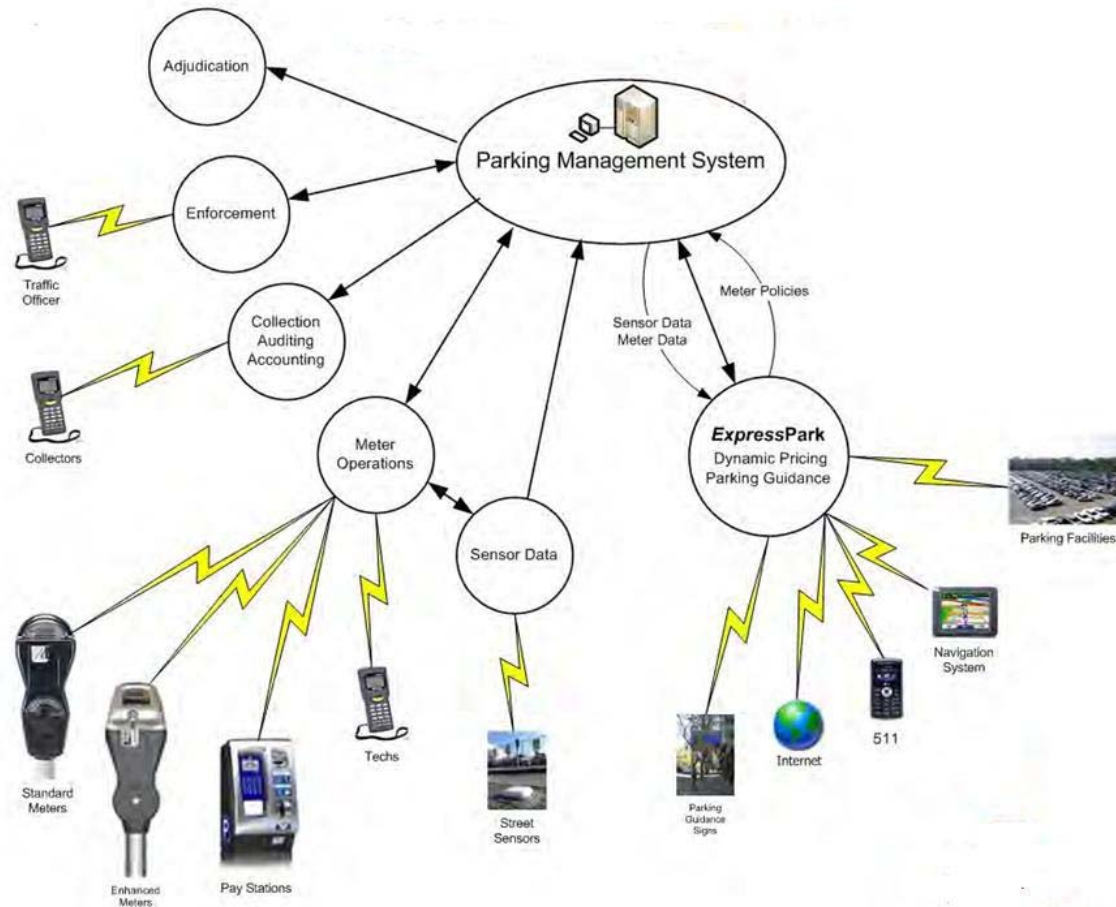 Adjudication
Parking Management System
Enforcement
Traffic
Officer
Meter Policies
Sensor Data
Meter Data
Collection
Auditing
Accounting
Collectors
Meter
Operations
ExpressPark
Dynamic Pricing
Parking Guidance
Parking Facilities
Sensor Data
Navigation
System
511
Internet
Techs
Standard
Meters
Street
Sensors
Parking
Guidance
Signs
Enhanced
Meters
Pay Stations